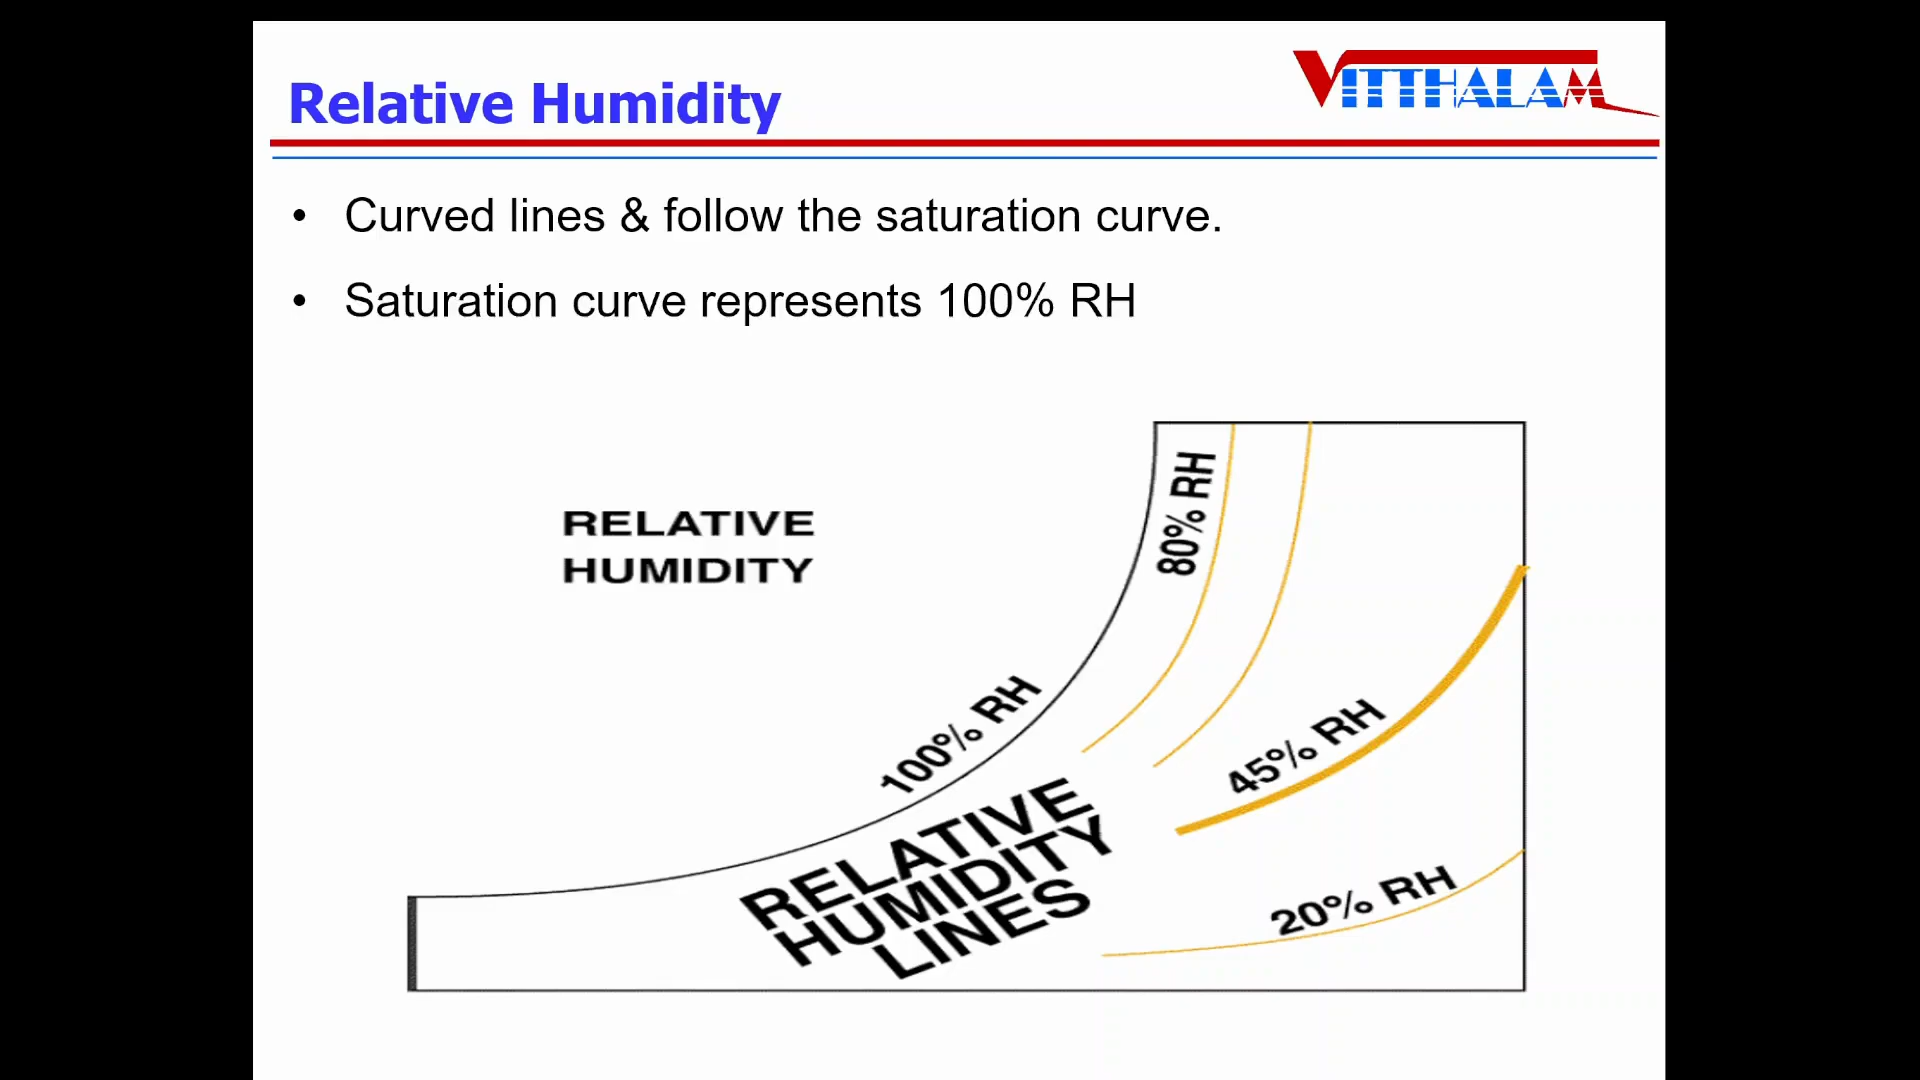 Relative Humidity
VITTHALAM
• Curved lines & follow the saturation curve.
• Saturation curve represents 100% RH
RELATIVE
HUMIDITY
80% RH
100% RH
45% RH
RELATIVE
HUMIDITY
LINES
20% RH